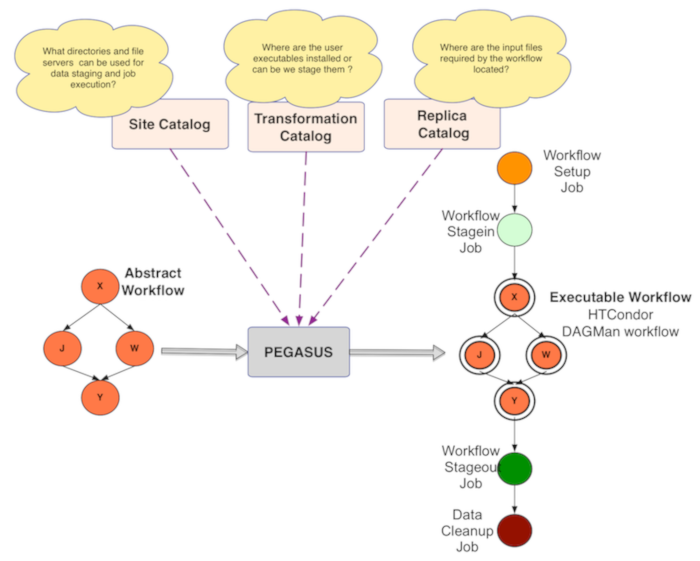 What directories and file
servers can be used for
data staging and job
execution?
Where are the user
executables installed or
can be we stage them ?
Where are the input files
required by the workflow
located?
Site Catalog
Transformation
Catalog
Replica
Catalog
Workflow
Setup
Job
Workflow
Stagein
Job
Abstract
Workflow
X
J
W
Y
PEGASUS
X
Executable Workflow
HTCondor
DAGMan workflow
J
W
Y
Workflow
Stageout
Job
Data
Cleanup
Job